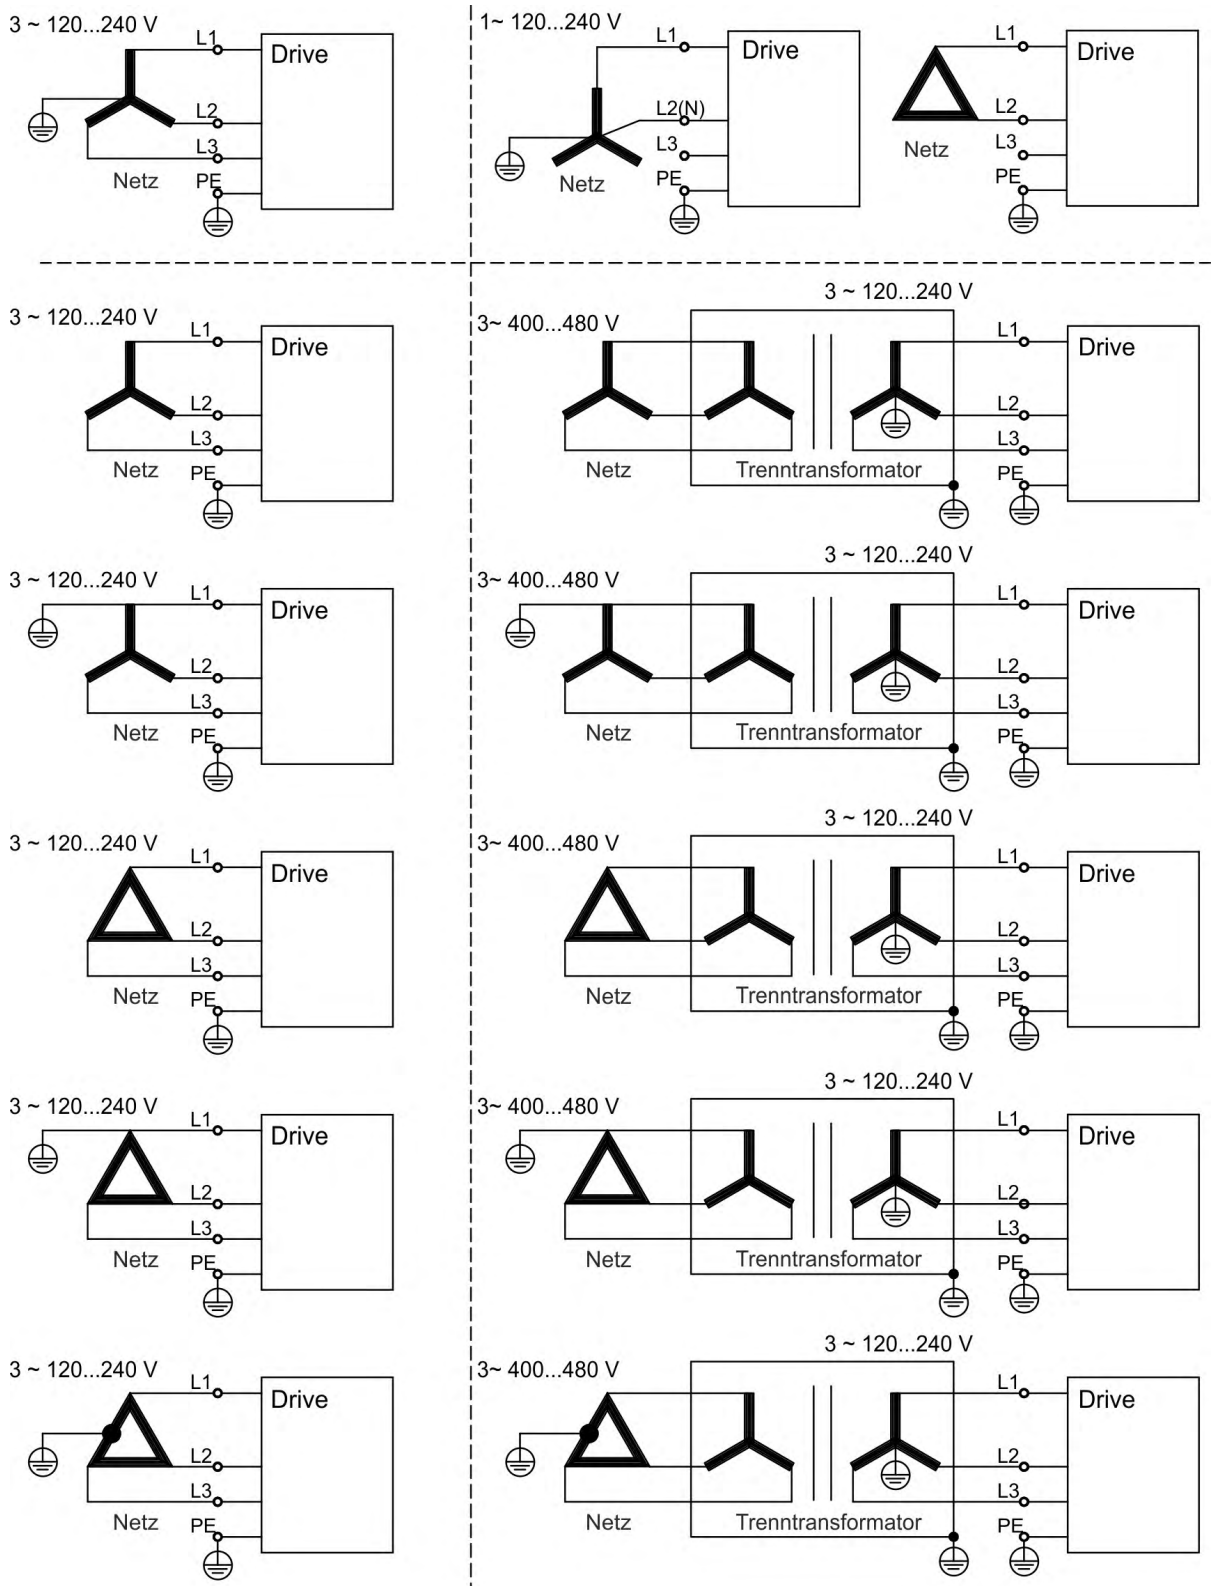 3 ~ 120...240 V
L1
Drive
L2
L3
Netz
PE
1~ 120...240 V
L1
Drive
L2(N)
L3
Netz
PE
L1
Drive
L2
Netz
L3
PE
3 ~ 120...240 V
L1
Drive
L2
L3
Netz
PE
3 ~ 120...240 V
3~ 400...480 V
L1
Drive
L2
L3
Netz
Trenntransformator
PE
3 ~ 120...240 V
L1
Drive
L2
L3
Netz
PE
3 ~ 120...240 V
3~ 400...480 V
L1
Drive
L2
L3
Netz
Trenntransformator
PE
3 ~ 120...240 V
L1
Drive
L2
L3
Netz
PE
3 ~ 120...240 V
3~ 400...480 V
L1
Drive
L2
L3
Netz
Trenntransformator
PE
3 ~ 120...240 V
L1
Drive
L2
L3
Netz
PE
3 ~ 120...240 V
3~ 400...480 V
L1
Drive
L2
L3
Netz
Trenntransformator
PE
3 ~ 120...240 V
L1
Drive
L2
L3
Netz
PE
3 ~ 120...240 V
3~ 400...480 V
L1
Drive
L2
L3
Netz
Trenntransformator
PE